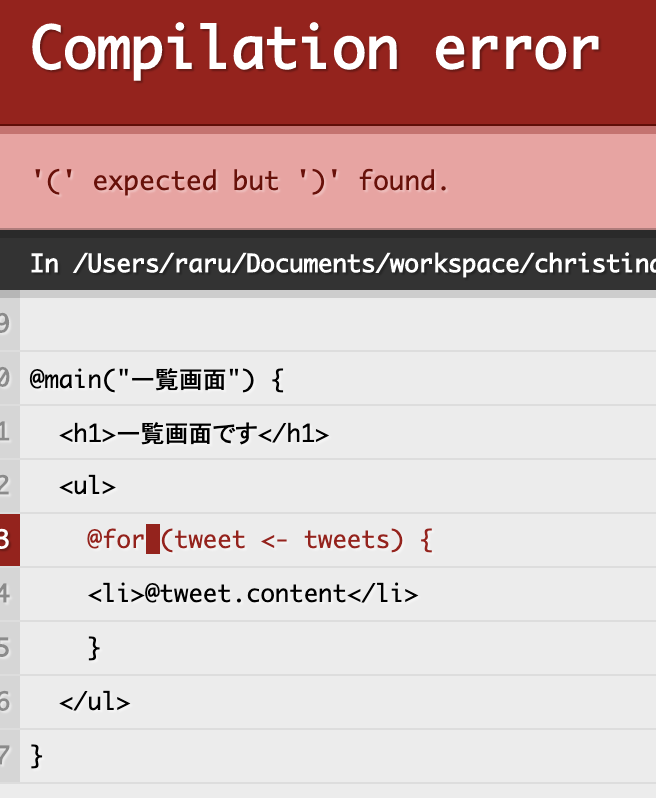 Compilation error
'(' expected but ')' found.
In /Users/raru/Documents/workspace/christina
9
0 @main("一覧画面") {
1 <h1>一覧画面です</h1>
2 <ul>
3 @for (tweet <- tweets) {
4 <li>@tweet.content</li>
5 }
6 </ul>
7 }